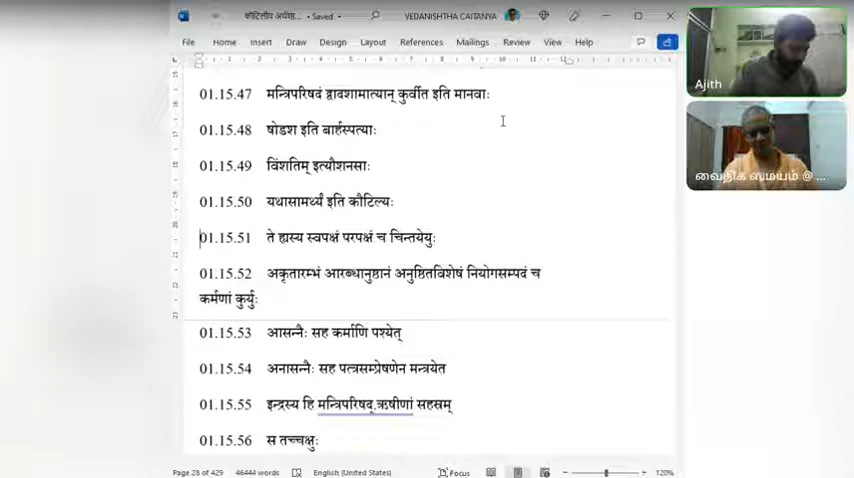 कौटिलीय अर्थशा... • Saved
VEDANISHTHA CAITANYA
File Home Insert Draw Design Layout References Mailings Review View Help
01.15.47 मन्त्रिपरिषदं द्वादशामात्यान् कुर्वीत इति मानवाः
01.15.48 षोडश इति बार्हस्पत्याः
01.15.49 विंशतिम् इत्यौशनसाः
01.15.50 यथासामर्थ्यं इति कौटिल्यः
01.15.51 ते ह्यस्य स्वपक्षं परपक्षं च चिन्तयेयुः
01.15.52 अकृतारम्भं आरब्धानुष्ठानं अनुष्ठितविशेषं नियोगसम्पदं च
कर्मणां कुर्युः
01.15.53 आसन्नैः सह कर्माणि पश्येत्
01.15.54 अनासन्नैः सह पत्त्रसम्प्रेषणेन मन्त्रयेत
01.15.55 इन्द्रस्य हि मन्त्रिपरिषद्.ऋषीणां सहस्रम्
01.15.56 स तच्चक्षुः
Page 28 of 429 46444 words English (United States) Focus 120%
Ajith
வைதிக ஸமயம் @ ...